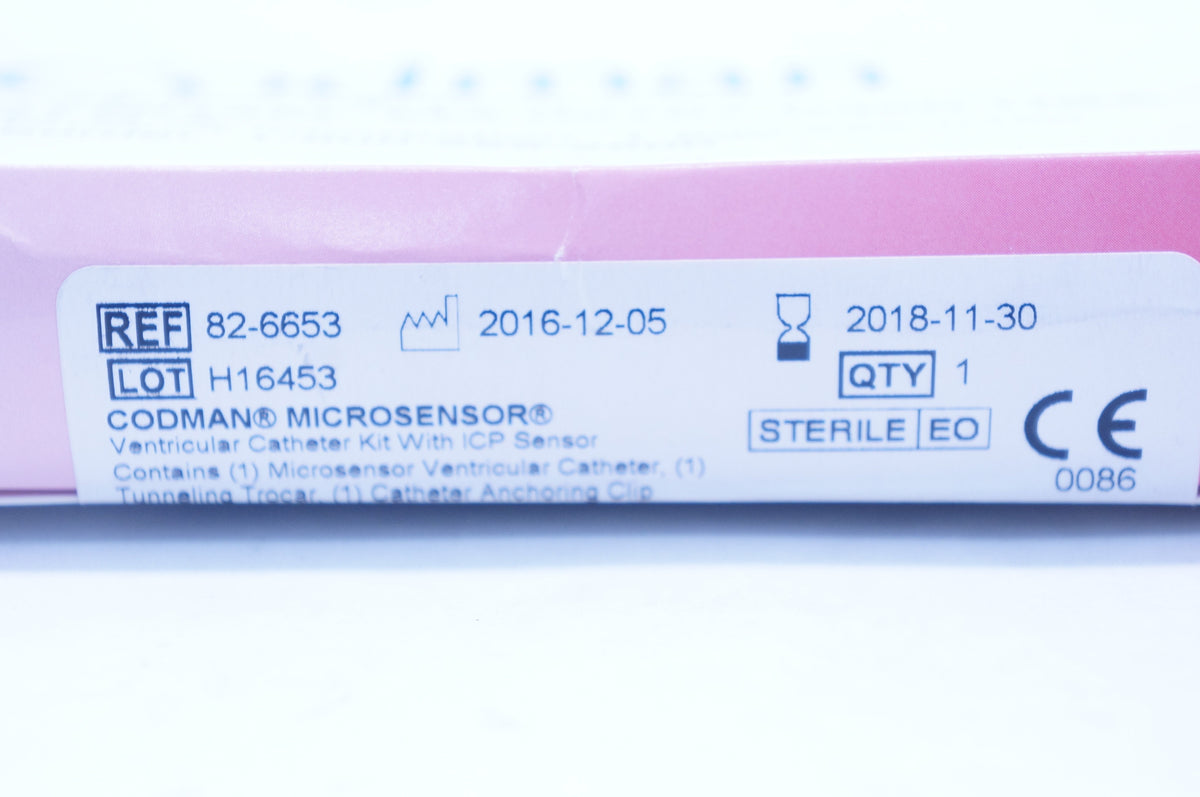 REF 82-6653 2016-12-05 2018-11-30
LOT H16453 QTY 1
CODMAN® MICROSENSOR®
Ventricular Catheter Kit With ICP Sensor
Contains (1) Microsensor Ventricular Catheter, (1)
Tunneling Trocar, (1) Catheter Anchoring Clip
STERILE EO CE
0086